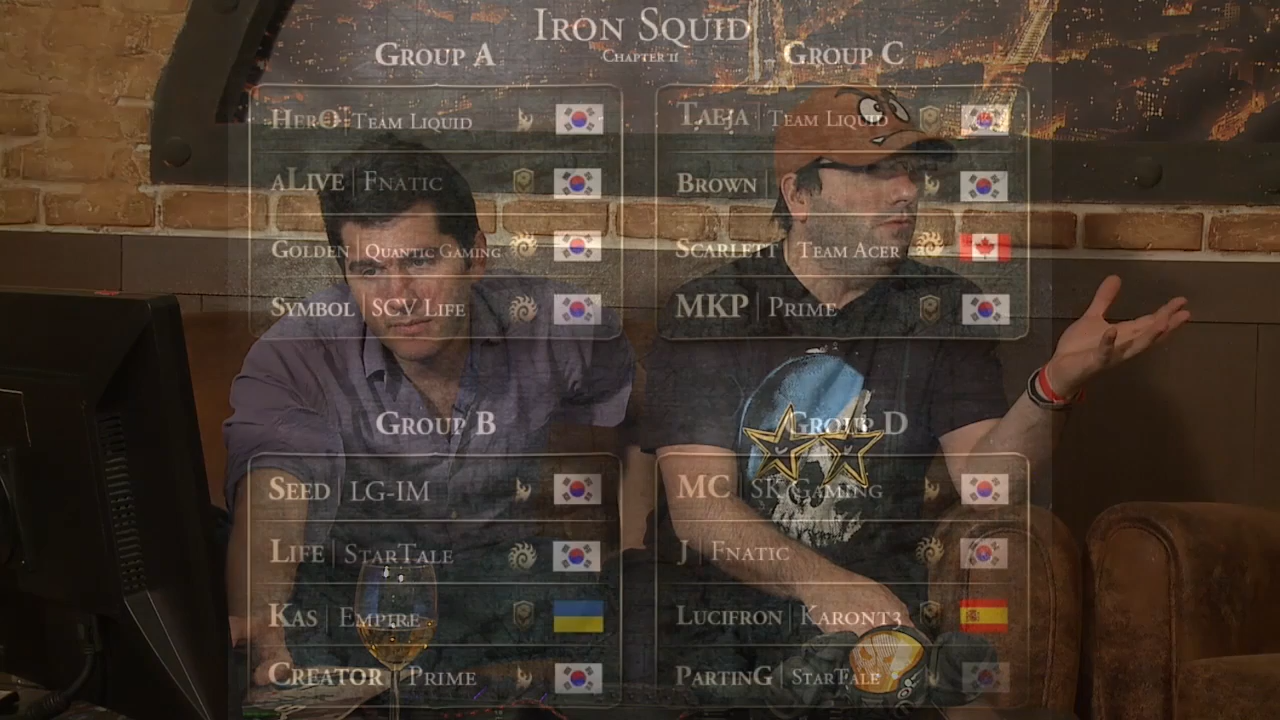 Iron Squid
Chapter II
Group A
HerO | Team Liquid
aLive | Fnatic
Golden | Quantic Gaming
Symbol | SCV Life
Group B
Seed | LG-IM
Life | StarTale
Kas | Empire
Creator | Prime
Group C
Taeja | Team Liquid
Brown |
Scarlett | Team Acer
MKP | Prime
Group D
MC | SK Gaming
J | Fnatic
Lucifron | Karont3
PartinG | StarTale